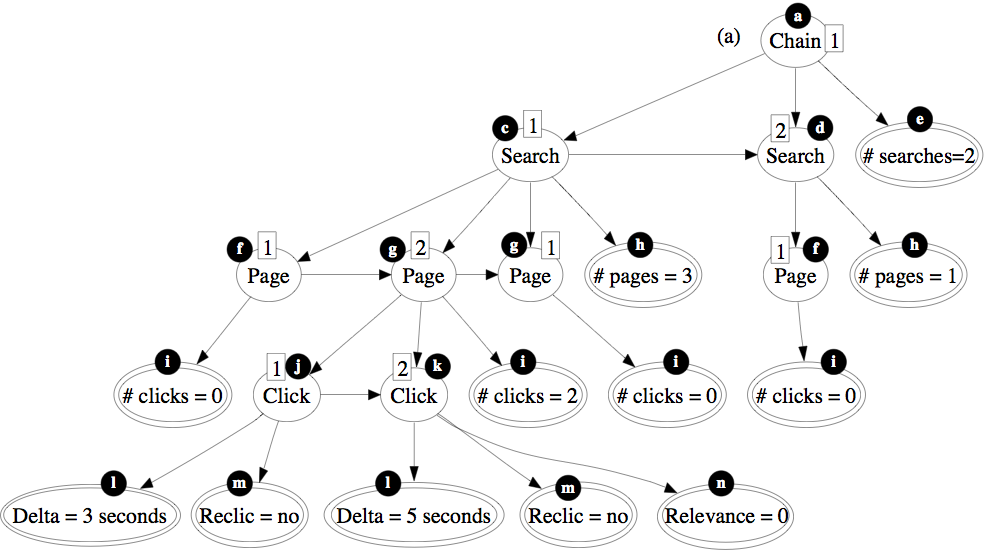 a
(a)
Chain 1
c 1
Search
2 d
Search
e
# searches=2
f 1
Page
g 2
Page
g 1
Page
h
# pages = 3
1 f
Page
h
# pages = 1
i
# clicks = 0
1 j
Click
2 k
Click
i
# clicks = 2
i
# clicks = 0
i
# clicks = 0
l
Delta = 3 seconds
m
Reclic = no
l
Delta = 5 seconds
m
Reclic = no
n
Relevance = 0